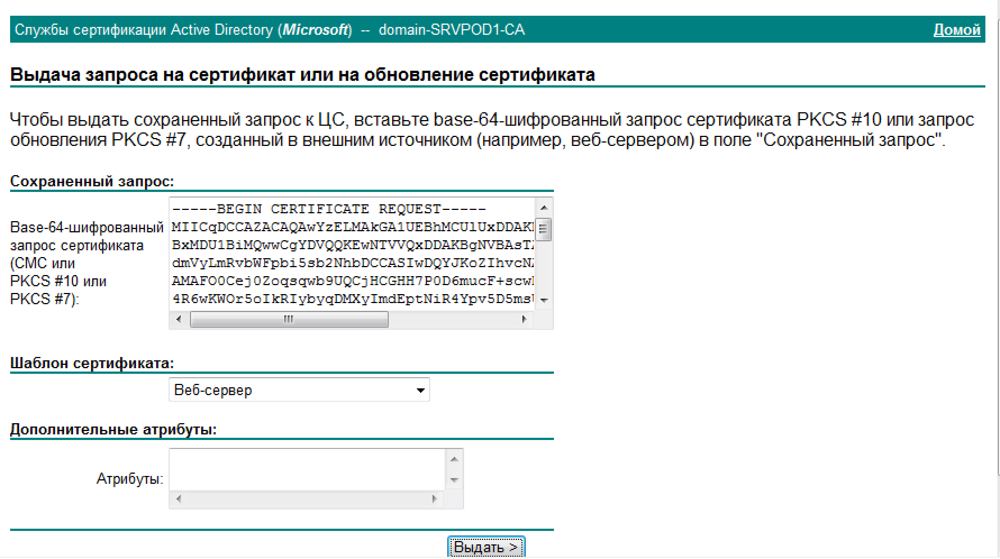 Службы сертификации Active Directory (Microsoft) -- domain-SRVPOD1-CA Домой
Выдача запроса на сертификат или на обновление сертификата
Чтобы выдать сохраненный запрос к ЦС, вставьте base-64-шифрованный запрос сертификата PKCS #10 или запрос
обновления PKCS #7, созданный в внешним источником (например, веб-сервером) в поле "Сохраненный запрос".
Сохраненный запрос:
Base-64-шифрованный
запрос сертификата
(CMC или
PKCS #10 или
PKCS #7):
-----BEGIN CERTIFICATE REQUEST-----
MIICqDCCAZACAQAwYzELMAkGA1UEBhMCUlUxDDAK
BxMDU1BiMQwwCgYDVQQKEwNTVVQxDDAKBgNVBAsT
dmVyLmRvbWFpbi5sb2NhbDCCASIwDQYJKoZIhvcN
AMAFO0Cej0Zoqsqwb9UQCjHCGHH7P0D6mucF+scw
4R6wKWOr5oIkRIybyqDMXyImdEptNiR4Ypv5D5ms
Шаблон сертификата:
Веб-сервер
Дополнительные атрибуты:
Атрибуты:
Выдать >